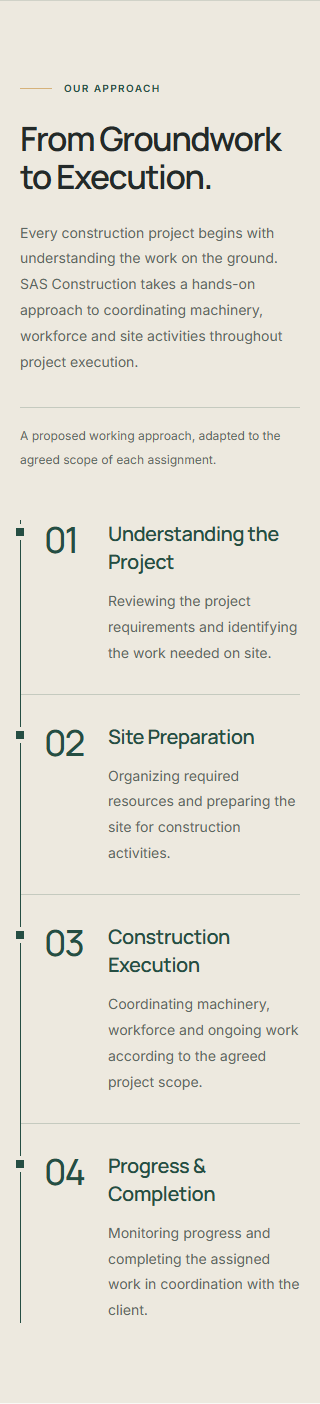 OUR APPROACH
From Groundwork
to Execution.
Every construction project begins with
understanding the work on the ground.
SAS Construction takes a hands-on
approach to coordinating machinery,
workforce and site activities throughout
project execution.
A proposed working approach, adapted to the
agreed scope of each assignment.
01
Understanding the
Project
Reviewing the project
requirements and identifying
the work needed on site.
02
Site Preparation
Organizing required
resources and preparing the
site for construction
activities.
03
Construction
Execution
Coordinating machinery,
workforce and ongoing work
according to the agreed
project scope.
04
Progress &
Completion
Monitoring progress and
completing the assigned
work in coordination with the
client.